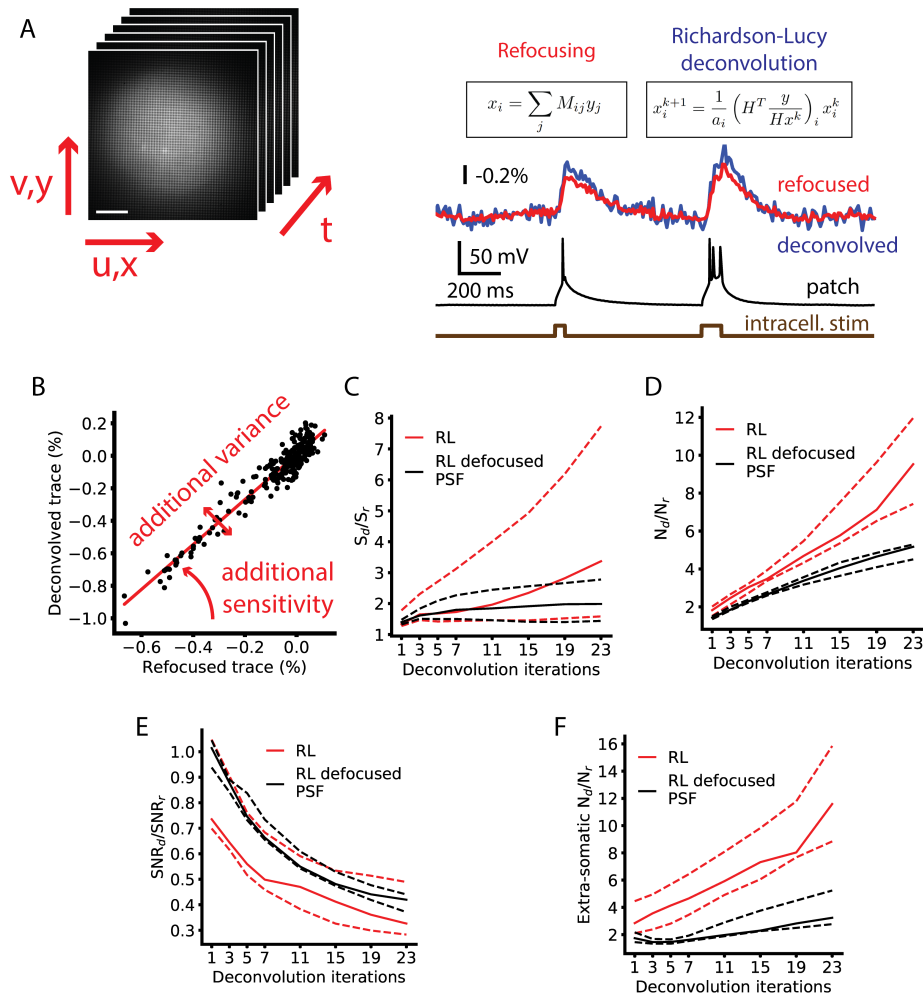 A
v,y
u,x
t
Refocusing
Richardson-Lucy
deconvolution
x_i = \sum_j M_{ij} y_j
x_i^{k+1} = \frac{1}{a_i} \left( H^T \frac{y}{Hx^k} \right)_i x_i^k
-0.2%
refocused
deconvolved
50 mV
200 ms
patch
intracell. stim
B
Deconvolved trace (%)
0.2
0.0
−0.2
−0.4
−0.6
−0.8
−1.0
additional variance
additional
sensitivity
−0.6 −0.4 −0.2 0.0
Refocused trace (%)
C
S_d/S_r
8
7
6
5
4
3
2
1
RL
RL defocused
PSF
1 3 5 7 11 15 19 23
Deconvolution iterations
D
N_d/N_r
12
10
8
6
4
2
RL
RL defocused
PSF
1 3 5 7 11 15 19 23
Deconvolution iterations
E
SNR_d/SNR_r
1.0
0.9
0.8
0.7
0.6
0.5
0.4
0.3
RL
RL defocused
PSF
1 3 5 7 11 15 19 23
Deconvolution iterations
F
Extra-somatic N_d/N_r
16
14
12
10
8
6
4
2
RL
RL defocused
PSF
1 3 5 7 11 15 19 23
Deconvolution iterations